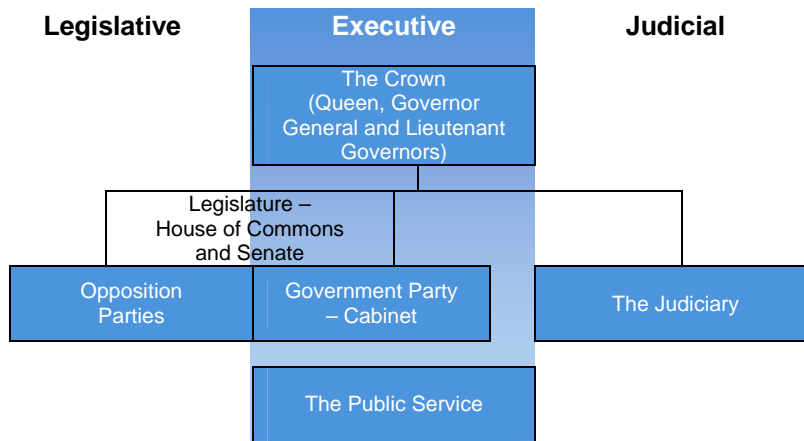 Legislative
Executive
Judicial
The Crown
(Queen, Governor
General and Lieutenant
Governors)
Legislature –
House of Commons
and Senate
Opposition
Parties
Government Party
– Cabinet
The Judiciary
The Public Service